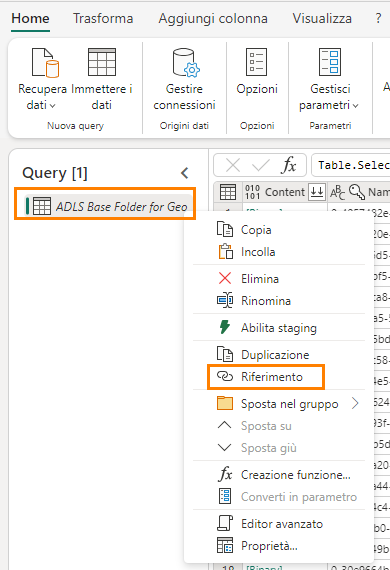 Home Trasforma Aggiungi colonna Visualizza ?
Recupera dati
Immettere i dati
Gestire connessioni
Opzioni
Gestisci parametri
Nuova query
Origini dati
Opzioni
Parametri
Query [1]
fx Table.Selec
ADLS Base Folder for Geo
Content
Nam
Copia
Incolla
Elimina
Rinomina
Abilita staging
Duplicazione
Riferimento
Sposta nel gruppo
Sposta su
Sposta giù
Creazione funzione...
Converti in parametro
Editor avanzato
Proprietà...